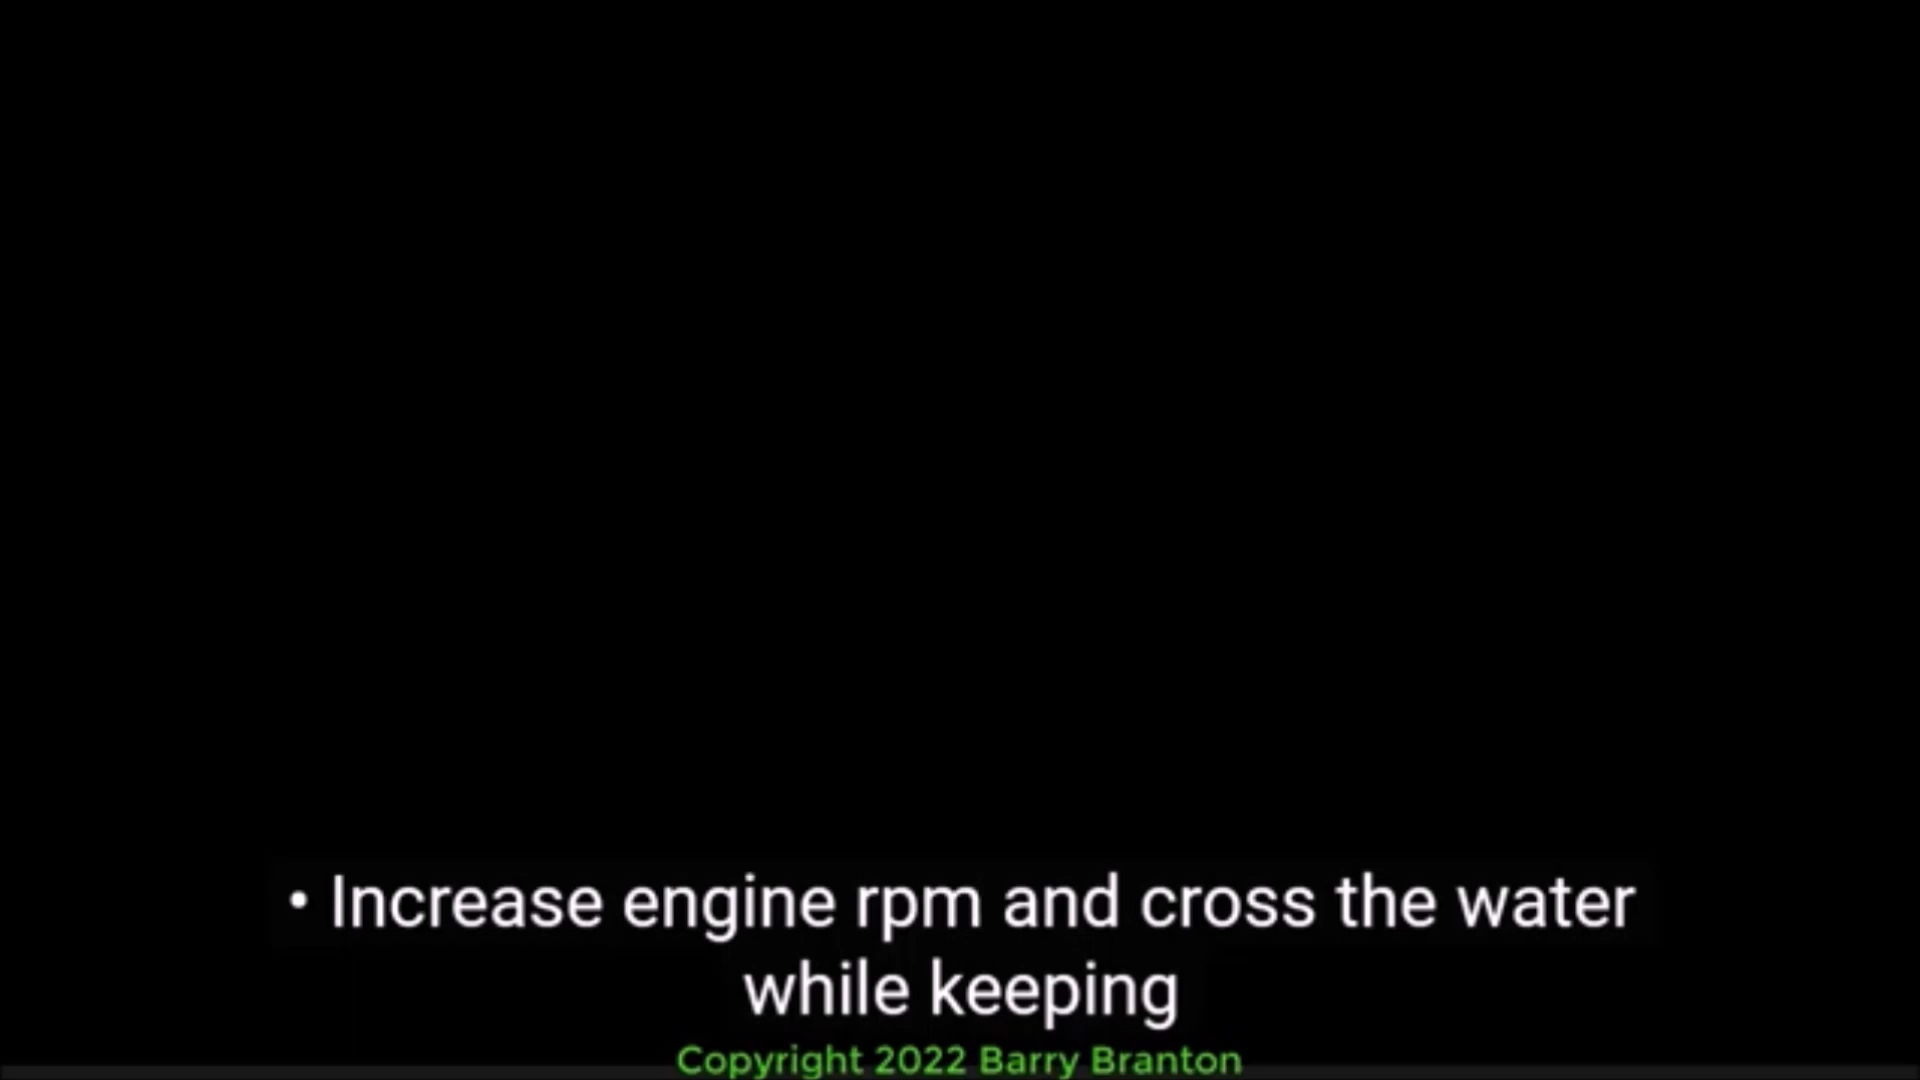 • Increase engine rpm and cross the water
while keeping
Copyright 2022 Barry Branton